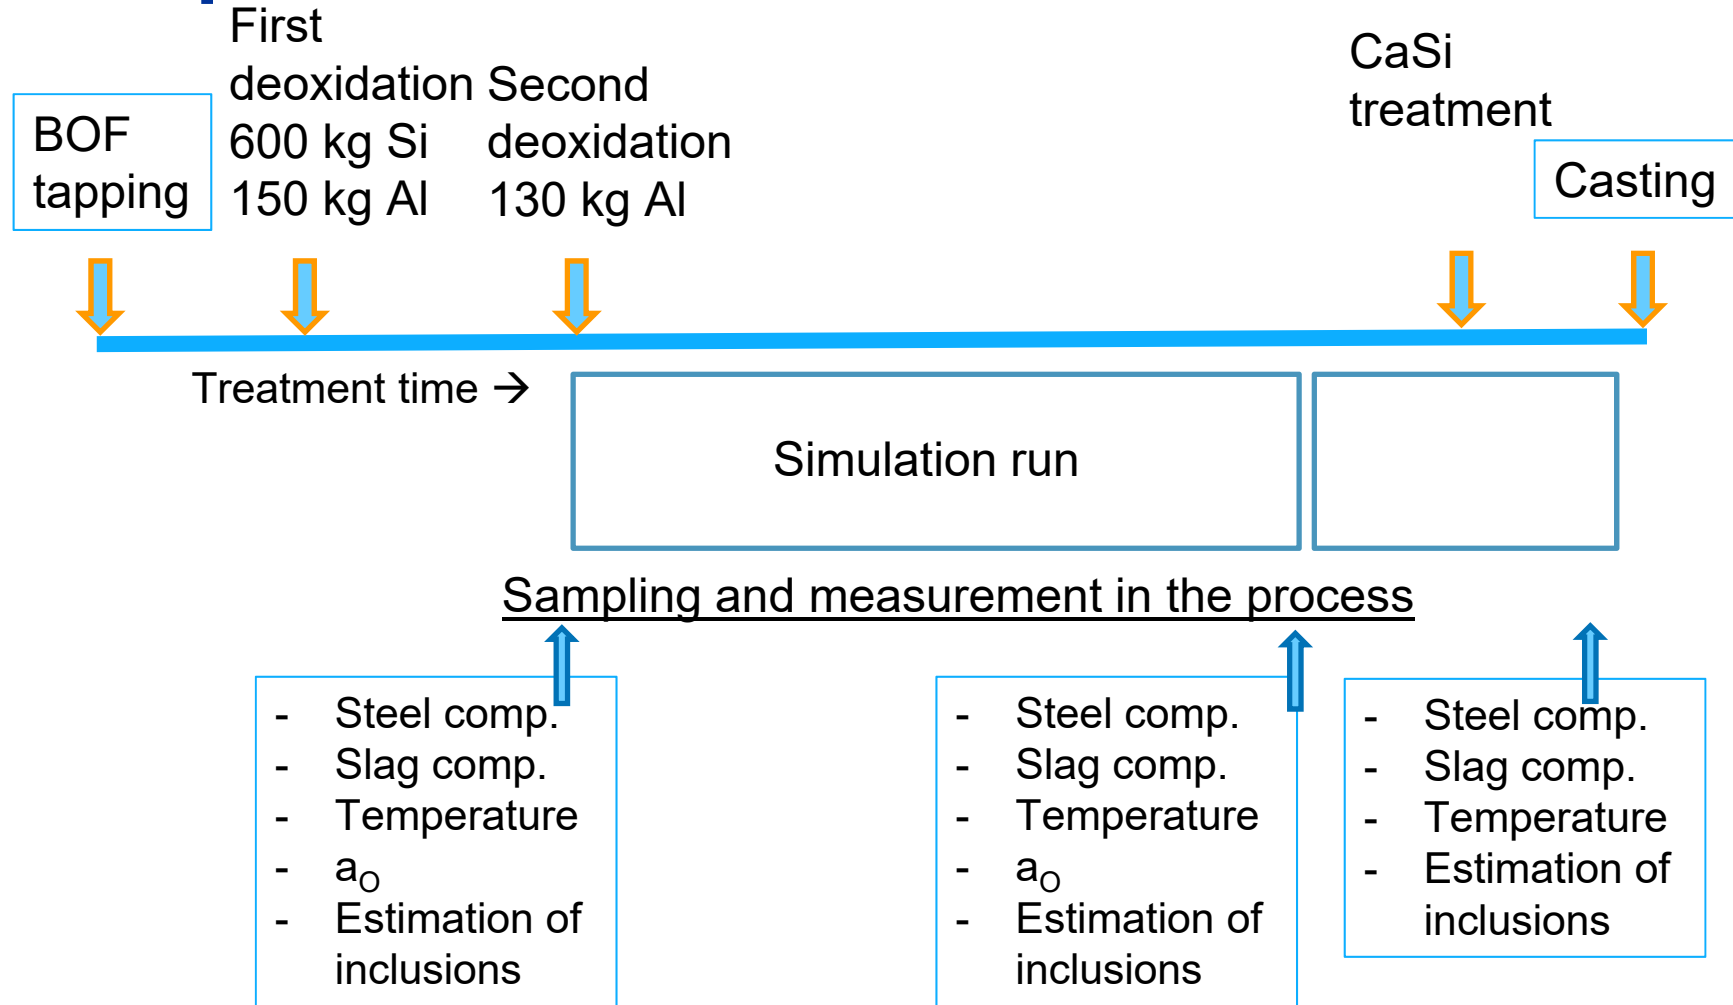 BOF
tapping
First
deoxidation
600 kg Si
150 kg Al
Second
deoxidation
130 kg Al
CaSi
treatment
Casting
Treatment time →
Simulation run
Sampling and measurement in the process
- Steel comp.
- Slag comp.
- Temperature
- aO
- Estimation of
inclusions
- Steel comp.
- Slag comp.
- Temperature
- aO
- Estimation of
inclusions
- Steel comp.
- Slag comp.
- Temperature
- Estimation of
inclusions